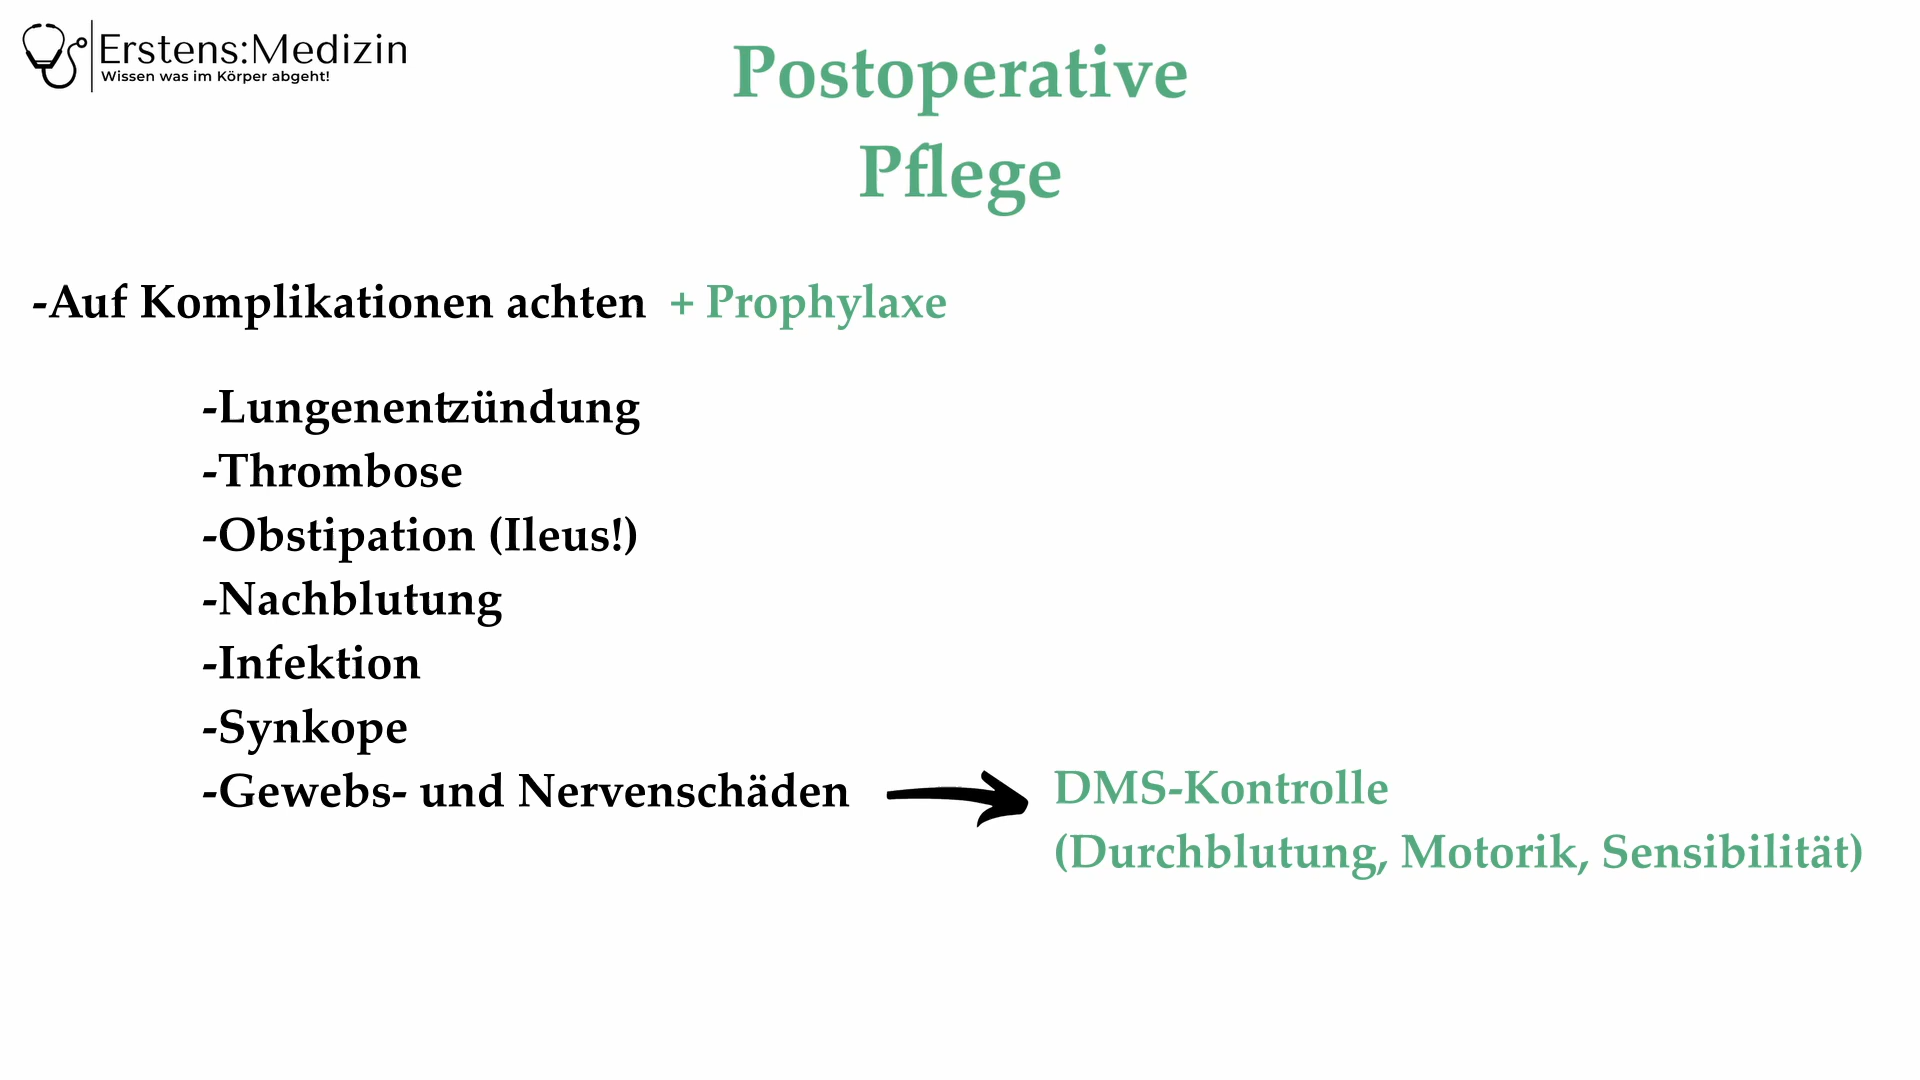 Erstens:Medizin
Wissen was im Körper abgeht!
Postoperative
Pflege
-Auf Komplikationen achten + Prophylaxe
-Lungenentzündung
-Thrombose
-Obstipation (Ileus!)
-Nachblutung
-Infektion
-Synkope
-Gewebs- und Nervenschäden
DMS-Kontrolle
(Durchblutung, Motorik, Sensibilität)